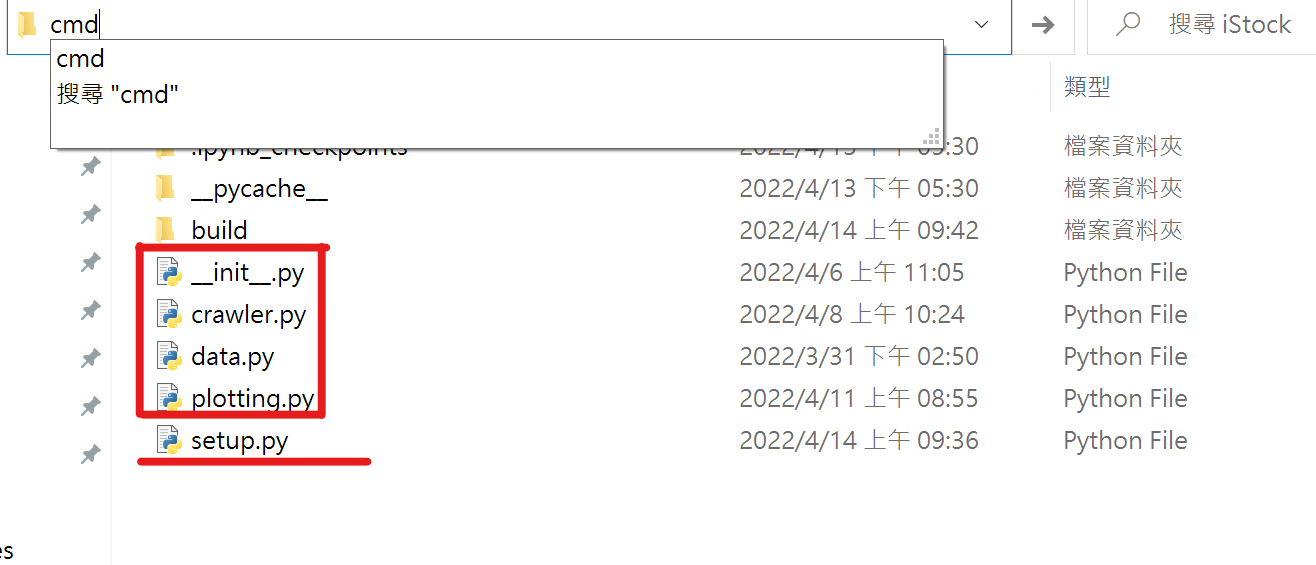 cmd
搜尋 iStock
cmd
搜尋 "cmd"
類型
.ipynb_checkpoints 2022/4/13 下午 05:30 檔案資料夾
__pycache__ 2022/4/13 下午 05:30 檔案資料夾
build 2022/4/14 上午 09:42 檔案資料夾
__init__.py 2022/4/6 上午 11:05 Python File
crawler.py 2022/4/8 上午 10:24 Python File
data.py 2022/3/31 下午 02:50 Python File
plotting.py 2022/4/11 上午 08:55 Python File
setup.py 2022/4/14 上午 09:36 Python File
es